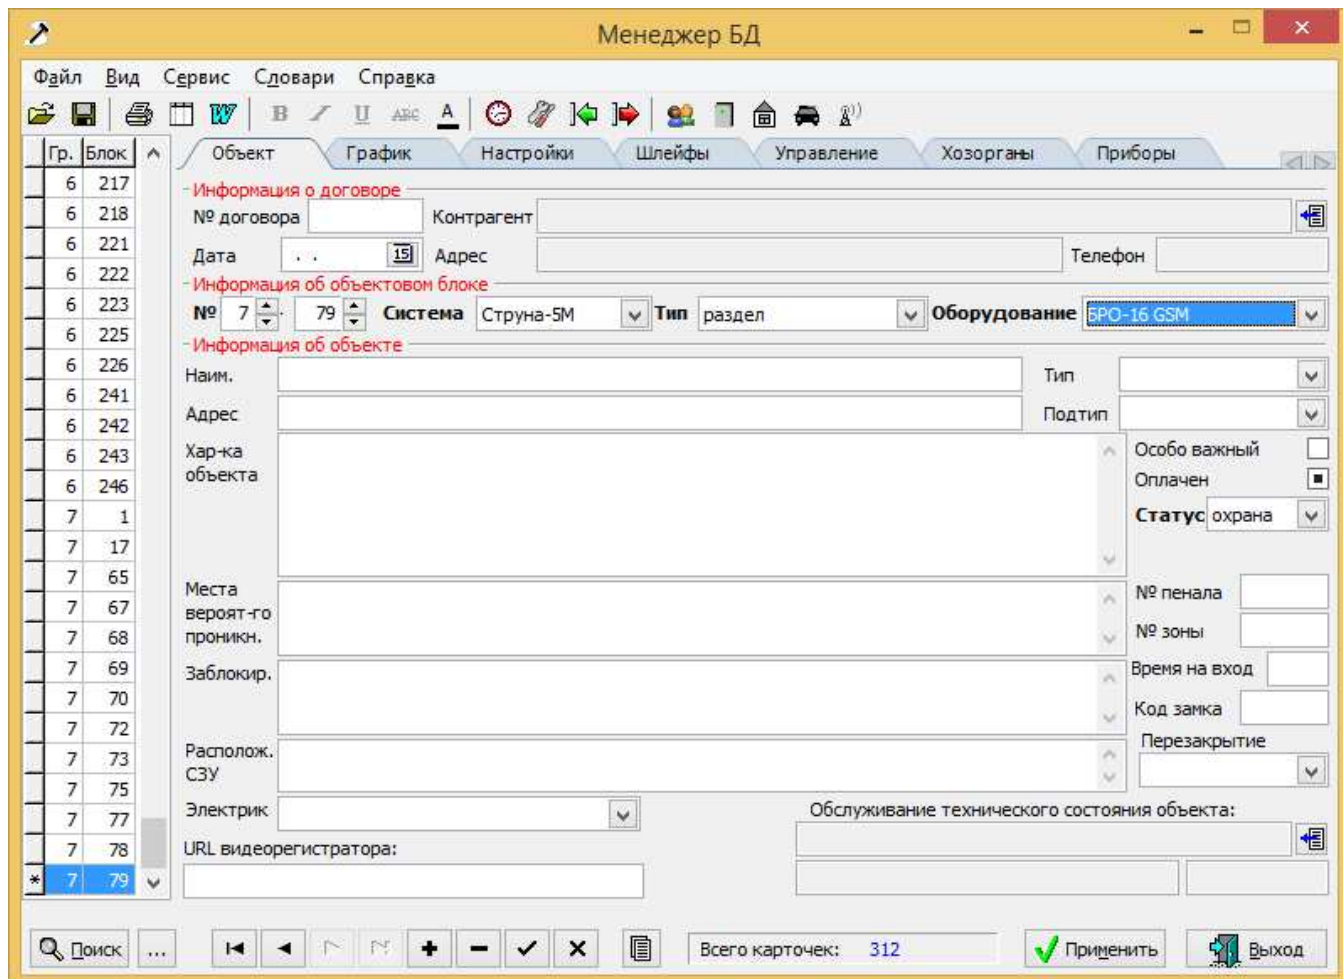 Менеджер БД
Файл Вид Сервис Словари Справка
B I U ABC A
Гр. Блок
6 217
6 218
6 221
6 222
6 223
6 225
6 226
6 241
6 242
6 243
6 246
7 1
7 17
7 65
7 67
7 68
7 69
7 70
7 72
7 73
7 75
7 77
7 78
* 7 79
Объект График Настройки Шлейфы Управление Хозорганы Приборы
Информация о договоре
№ договора Контрагент
Дата . . 15 Адрес Телефон
Информация об объектовом блоке
№ 7 . 79 Система Струна-5М Тип раздел Оборудование БРО-16 GSM
Информация об объекте
Наим. Тип
Адрес Подтип
Хар-ка
объекта
Особо важный
Оплачен
Статус охрана
Места
вероят-го
проникн.
№ пенала
№ зоны
Заблокир.
Время на вход
Код замка
Располож.
СЗУ
Перезакрытие
Электрик
Обслуживание технического состояния объекта:
URL видеорегистратора:
Поиск ... Всего карточек: 312 Применить Выход